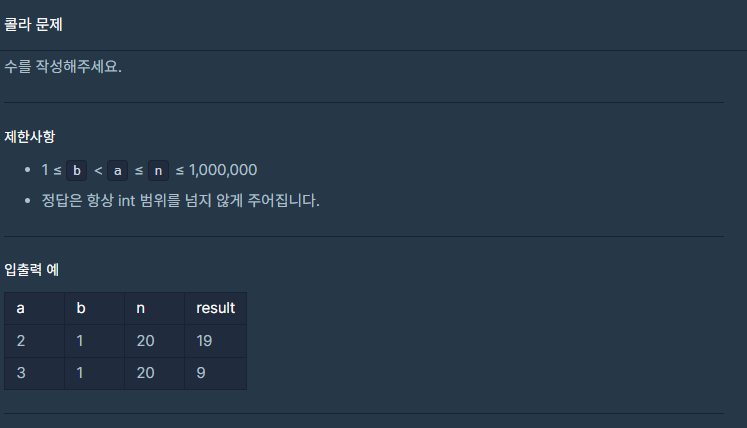 콜라 문제
수를 작성해주세요.
제한사항
1 ≤ b < a ≤ n ≤ 1,000,000
정답은 항상 int 범위를 넘지 않게 주어집니다.
입출력 예
a b n result
2 1 20 19
3 1 20 9